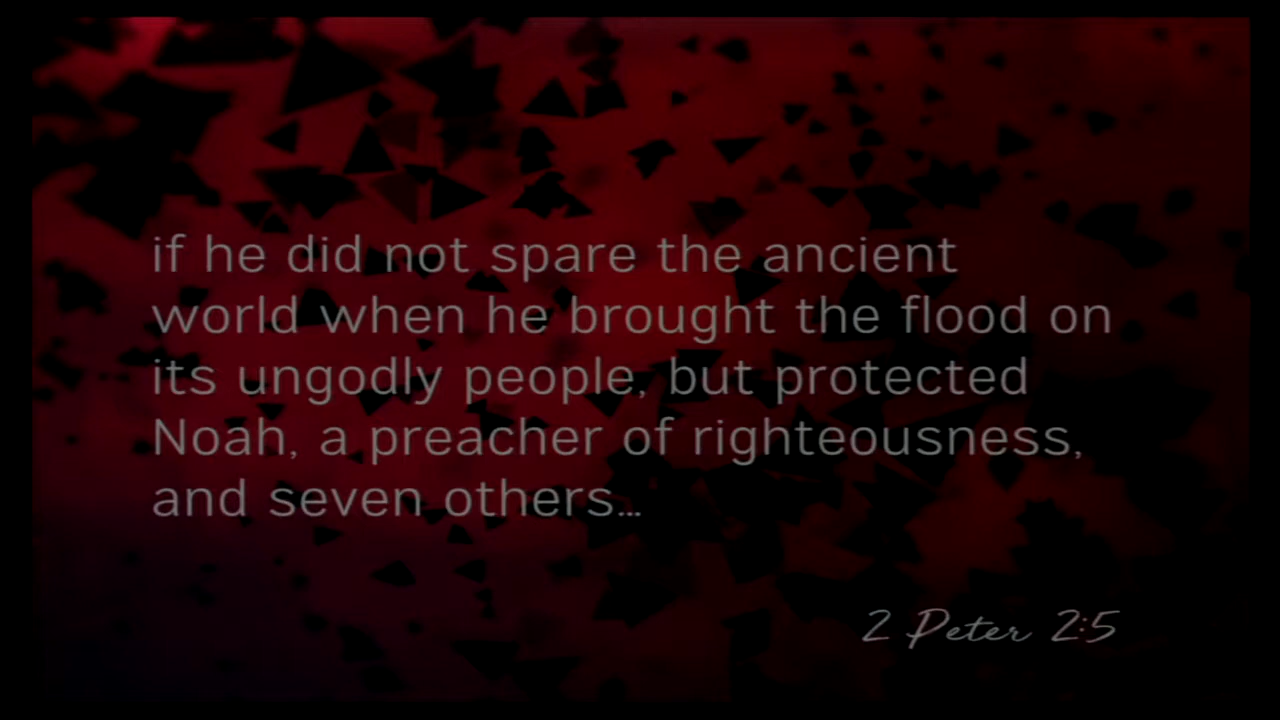 if he did not spare the ancient
world when he brought the flood on
its ungodly people, but protected
Noah, a preacher of righteousness,
and seven others...
2 Peter 2:5